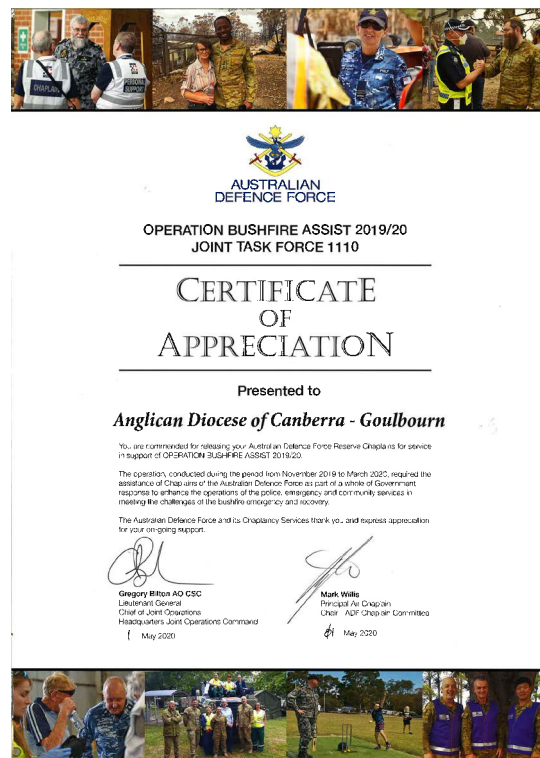 CHAPLAIN
PERSONAL
SUPPORT
AUSTRALIAN
DEFENCE FORCE
OPERATION BUSHFIRE ASSIST 2019/20
JOINT TASK FORCE 1110
CERTIFICATE
OF
APPRECIATION
Presented to
Anglican Diocese of Canberra - Goulbourn
You are commended for releasing your Australian Defence Force Reserve Chaplains for service
in support of OPERATION BUSHFIRE ASSIST 2019/20.
The operation, conducted during the period from November 2019 to March 2020, required the
assistance of Chaplains of the Australian Defence Force as part of a whole of Government
response to enhance the operations of the police, emergency and community services in
meeting the challenges of the bushfire emergency and recovery.
The Australian Defence Force and its Chaplaincy Services thank you and express appreciation
for your on-going support.
Gregory Bilton AO CSC
Lieutenant General
Chief of Joint Operations
Headquarters Joint Operations Command
May 2020
Mark Willis
Principal Air Chaplain
Chair ADF Chaplain Committee
May 2020